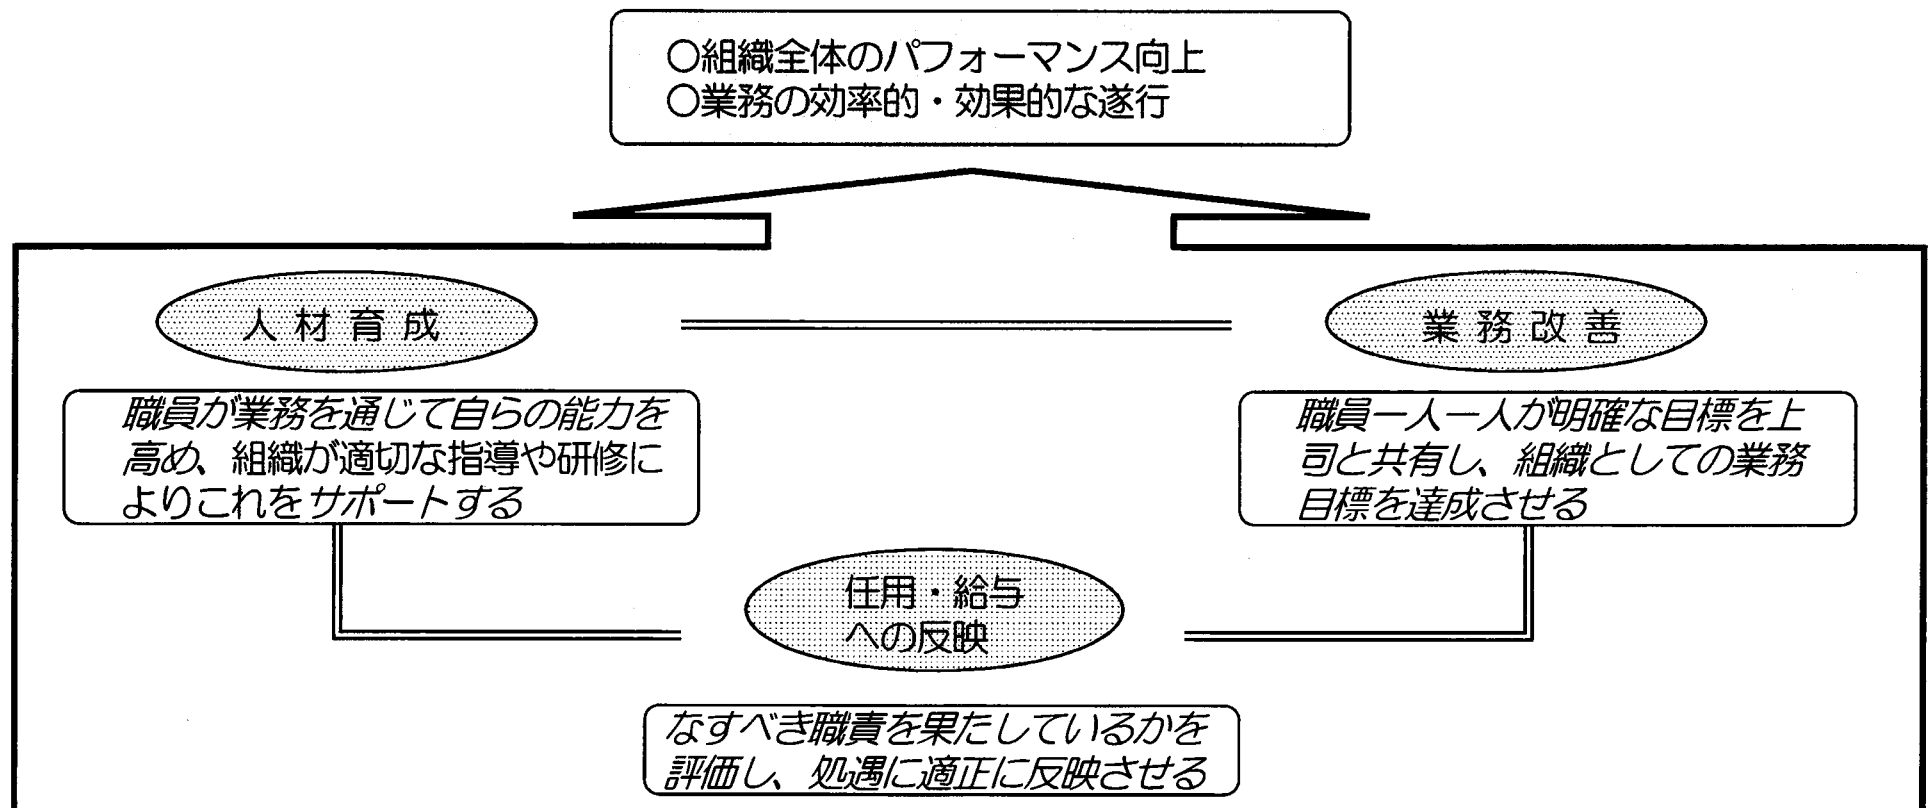 ○組織全体のパフォーマンス向上
○業務の効率的・効果的な遂行
人材育成
業務改善
職員が業務を通じて自らの能力を
高め、組織が適切な指導や研修に
よりこれをサポートする
職員一人一人が明確な目標を上
司と共有し、組織としての業務
目標を達成させる
任用・給与
への反映
なすべき職責を果たしているかを
評価し、処遇に適正に反映させる